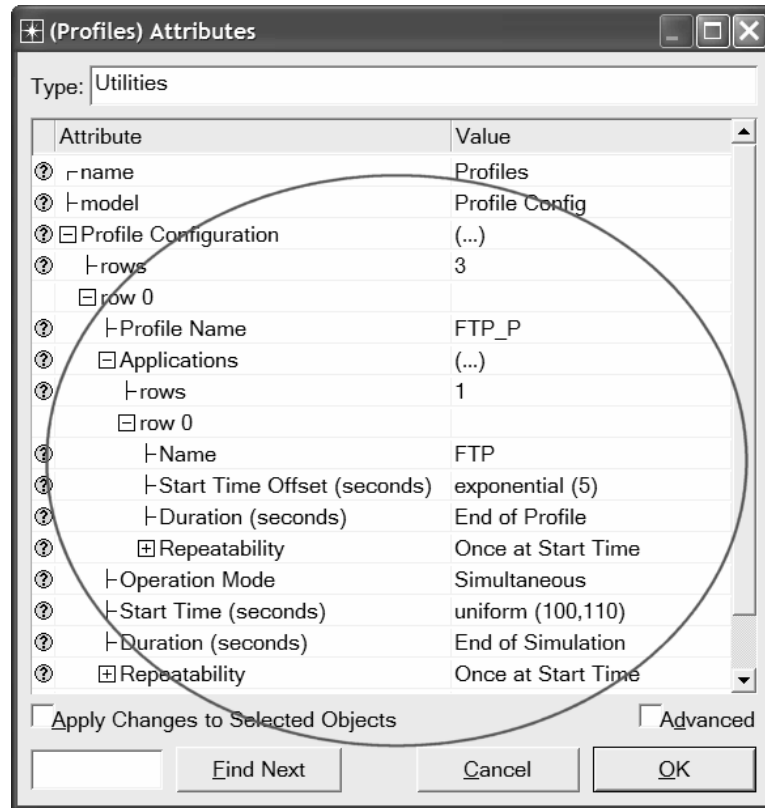 (Profiles) Attributes
Type: Utilities
Attribute Value
name Profiles
model Profile Config
Profile Configuration (...)
rows 3
row 0
Profile Name FTP_P
Applications (...)
rows 1
row 0
Name FTP
Start Time Offset (seconds) exponential (5)
Duration (seconds) End of Profile
Repeatability Once at Start Time
Operation Mode Simultaneous
Start Time (seconds) uniform (100,110)
Duration (seconds) End of Simulation
Repeatability Once at Start Time
Apply Changes to Selected Objects Advanced
Find Next Cancel OK